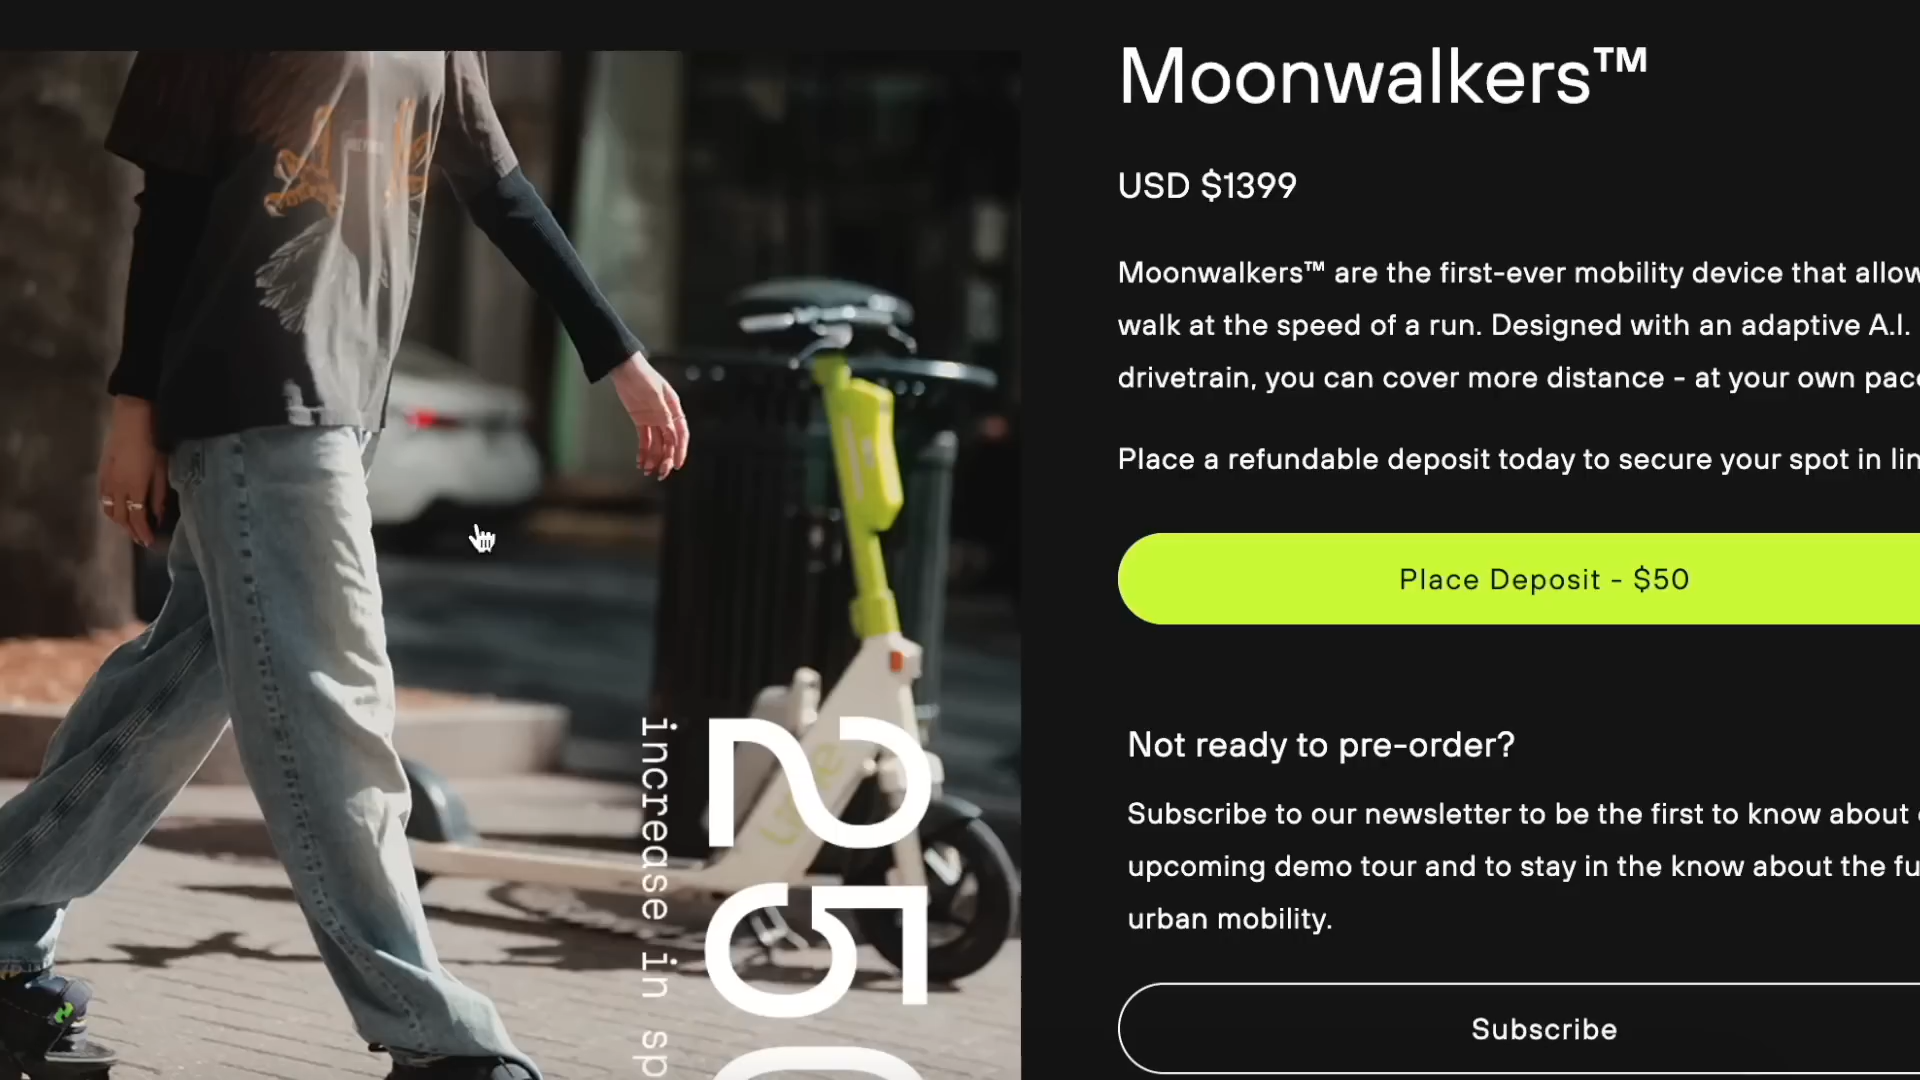 Moonwalkers™
USD $1399
Moonwalkers™ are the first-ever mobility device that allow
walk at the speed of a run. Designed with an adaptive A.I.
drivetrain, you can cover more distance - at your own pace
Place a refundable deposit today to secure your spot in lin
Place Deposit - $50
Not ready to pre-order?
Subscribe to our newsletter to be the first to know about
upcoming demo tour and to stay in the know about the fu
urban mobility.
Subscribe
250
increase in sp
Lime